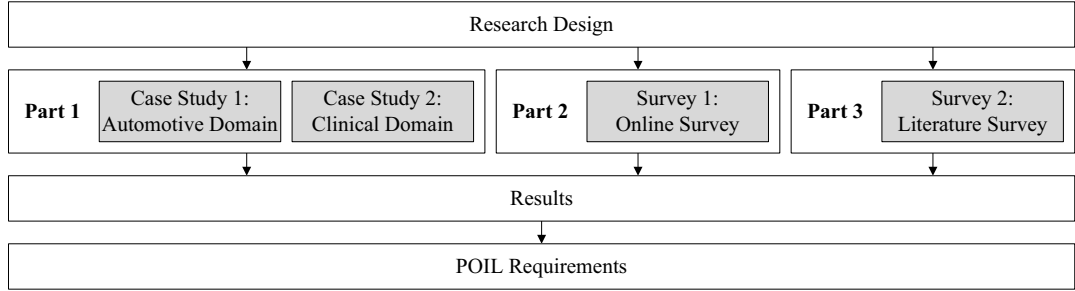 Research Design
Part 1
Case Study 1:
Automotive Domain
Case Study 2:
Clinical Domain
Part 2
Survey 1:
Online Survey
Part 3
Survey 2:
Literature Survey
Results
POIL Requirements